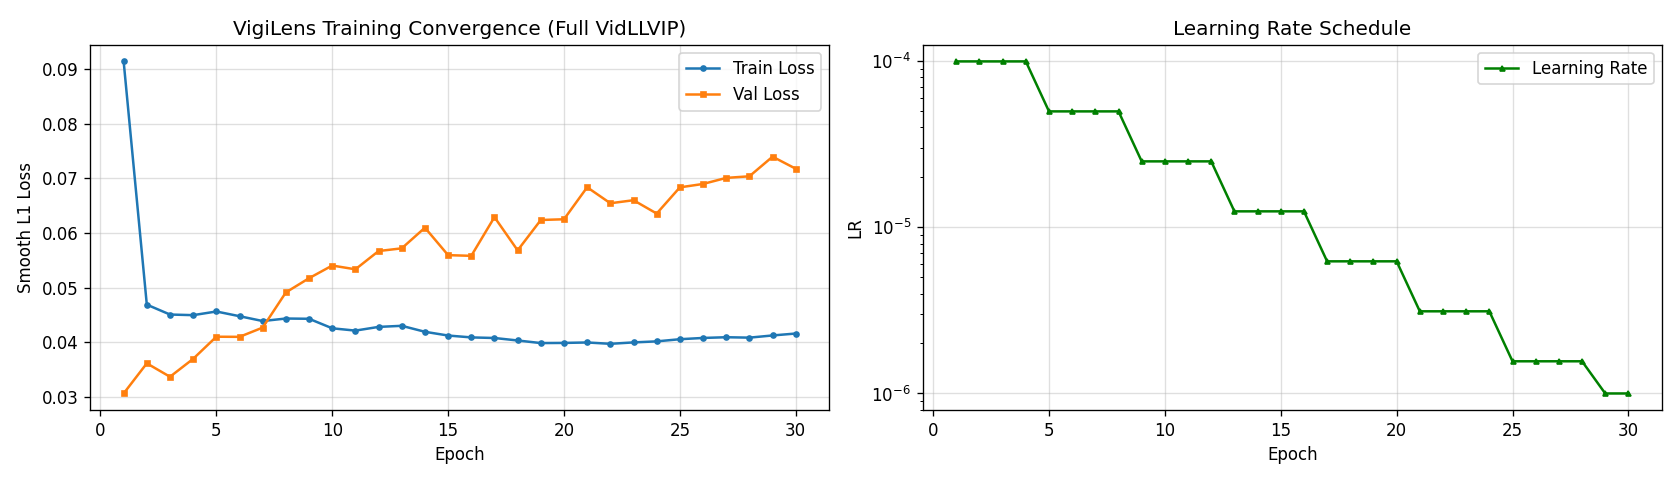 VigiLens Training Convergence (Full VidLLVIP)
Train Loss
Val Loss
0.09
0.08
0.07
0.06
0.05
0.04
0.03
Smooth L1 Loss
0 5 10 15 20 25 30
Epoch
Learning Rate Schedule
Learning Rate
10⁻⁴
10⁻⁵
10⁻⁶
LR
0 5 10 15 20 25 30
Epoch